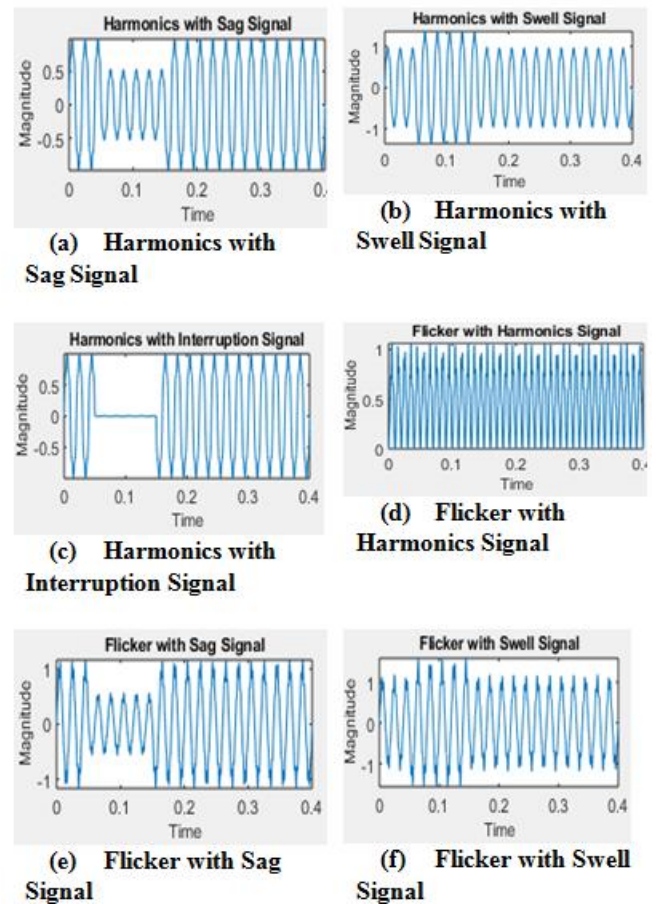 Harmonics with Sag Signal
Magnitude
0.5
0
-0.5
0 0.1 0.2 0.3 0.4
Time
(a) Harmonics with
Sag Signal
Harmonics with Swell Signal
Magnitude
1
0
-1
0 0.1 0.2 0.3 0.4
Time
(b) Harmonics with
Swell Signal
Harmonics with Interruption Signal
Magnitude
0.5
0
-0.5
0 0.1 0.2 0.3 0.4
Time
(c) Harmonics with
Interruption Signal
Flicker with Harmonics Signal
Magnitude
1
0.5
0
0 0.1 0.2 0.3 0.4
Time
(d) Flicker with
Harmonics Signal
Flicker with Sag Signal
Magnitude
1
0
-1
0 0.1 0.2 0.3 0.4
Time
(e) Flicker with Sag
Signal
Flicker with Swell Signal
Magnitude
1
0
-1
0 0.1 0.2 0.3 0.4
Time
(f) Flicker with Swell
Signal